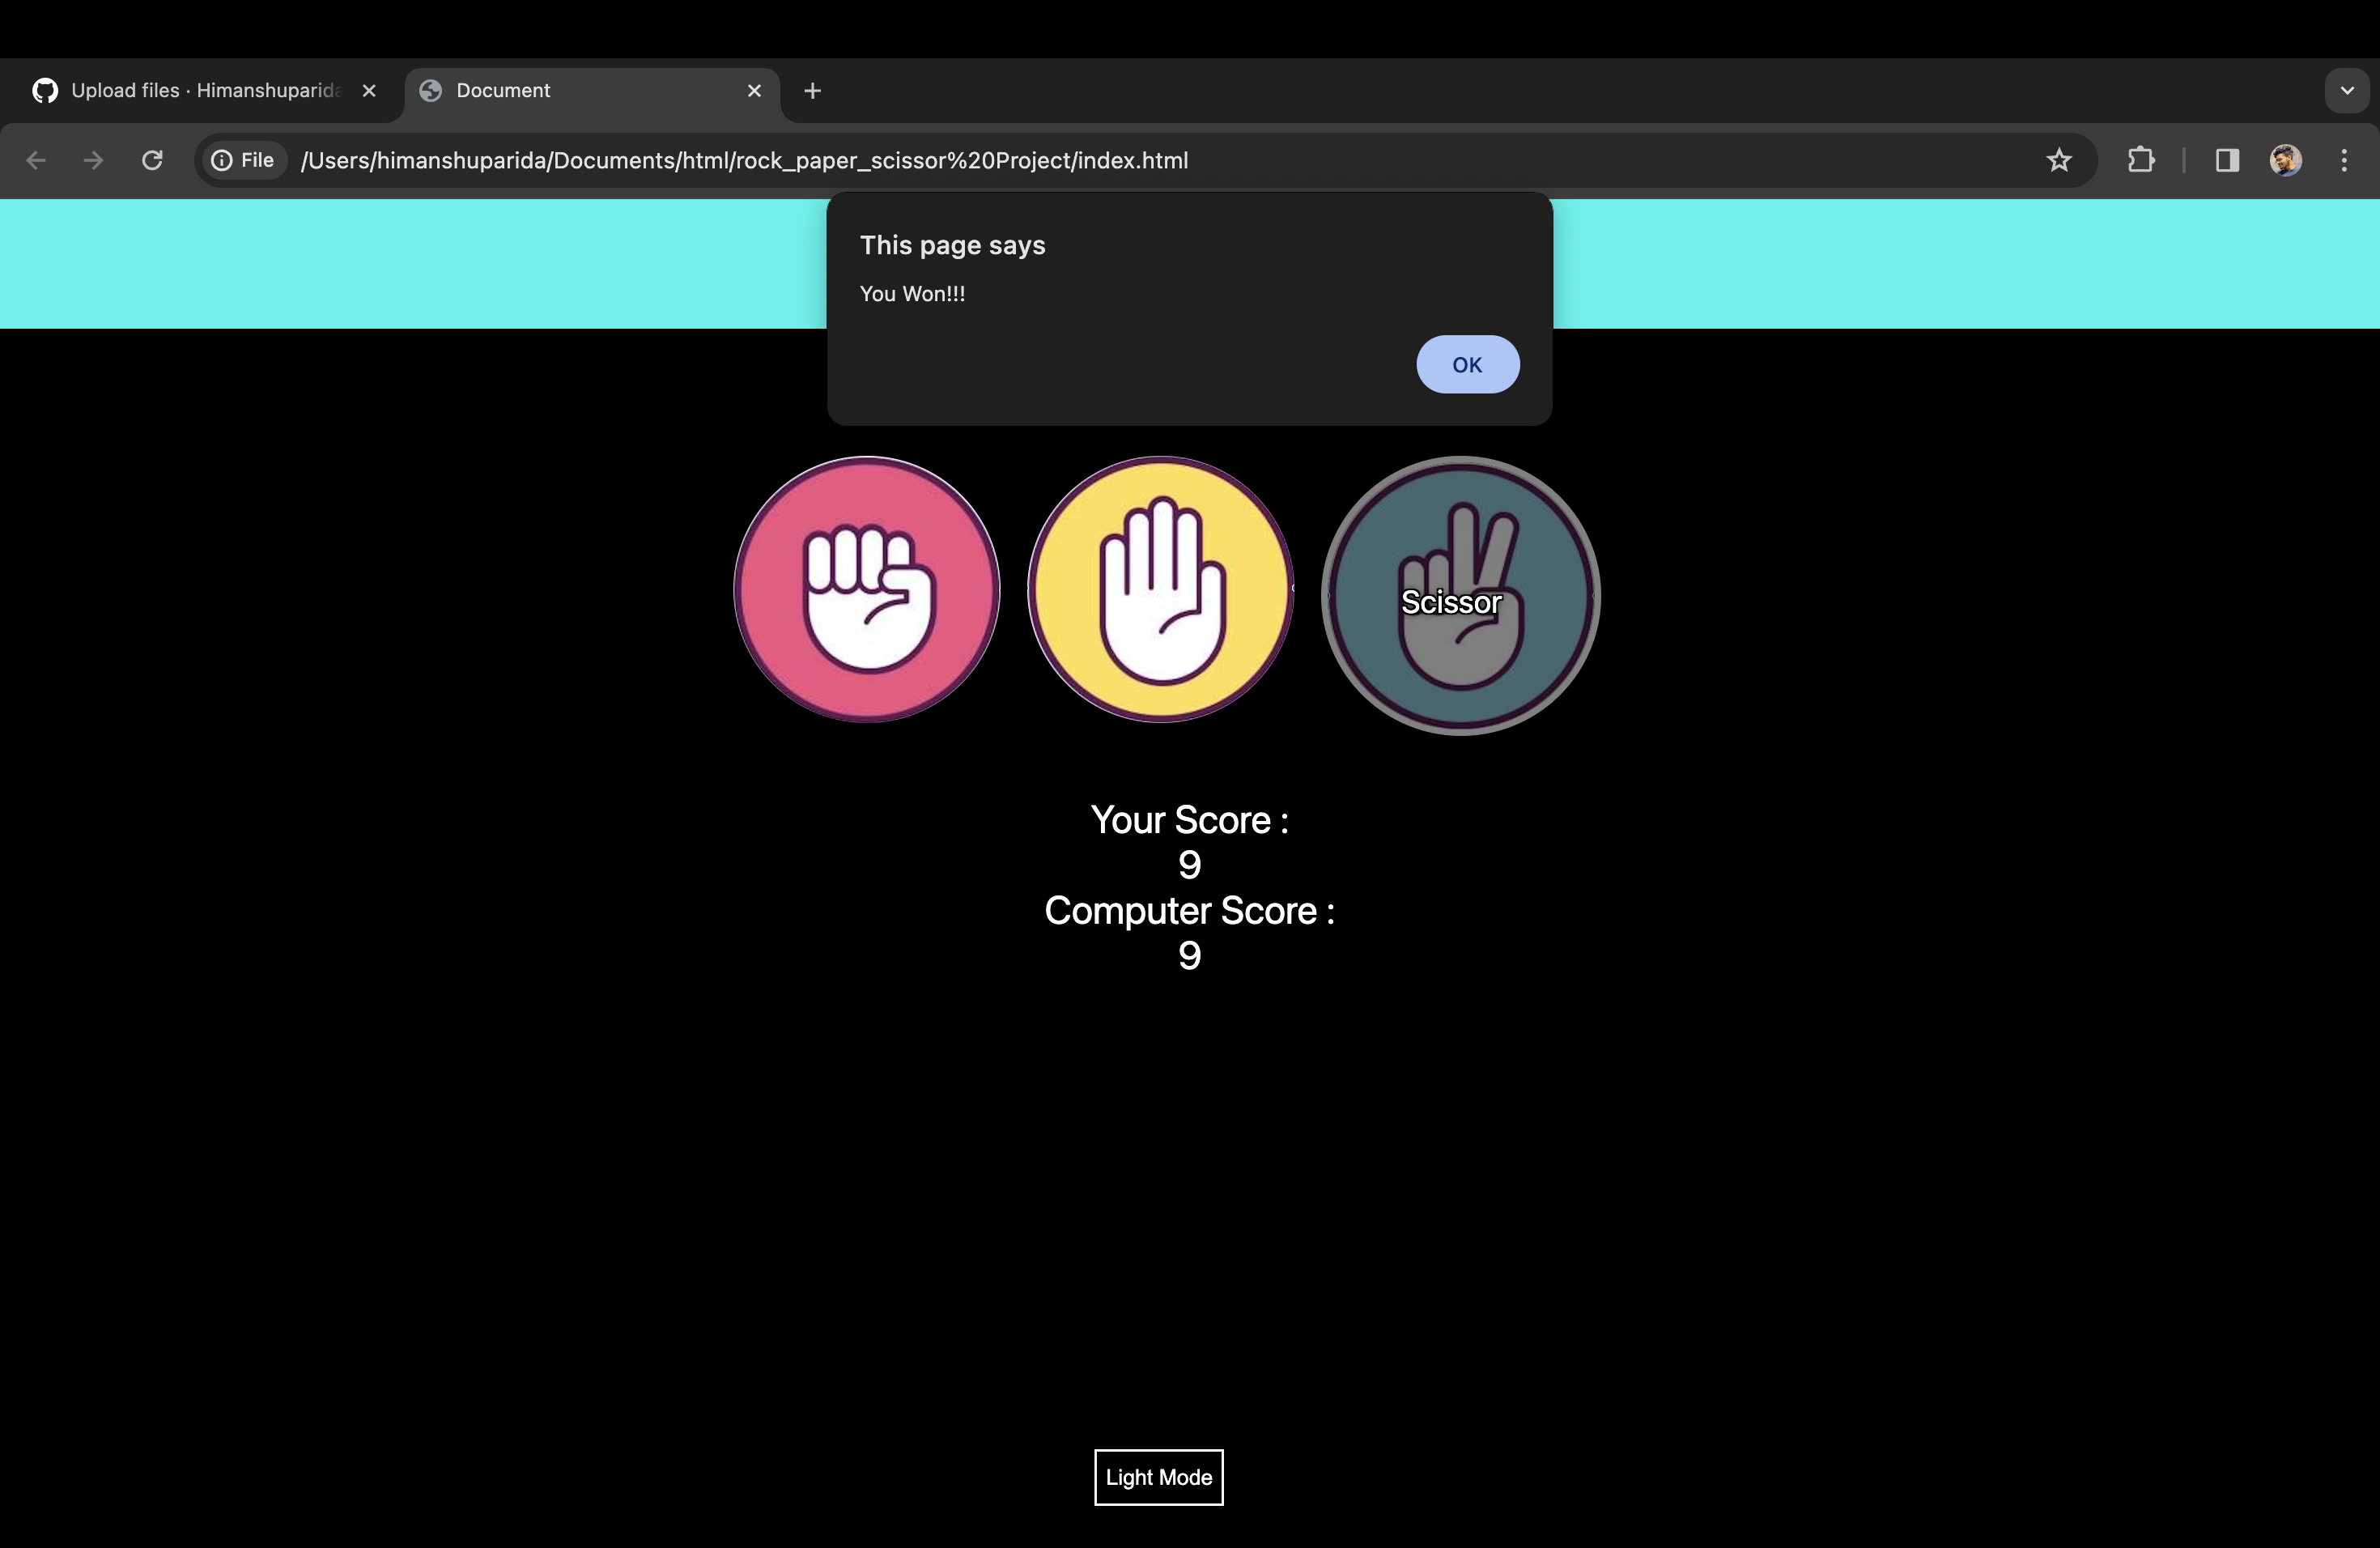 Upload files · Himanshuparida
Document
File /Users/himanshuparida/Documents/html/rock_paper_scissor%20Project/index.html
This page says
You Won!!!
OK
Scissor
Your Score :
9
Computer Score :
9
Light Mode